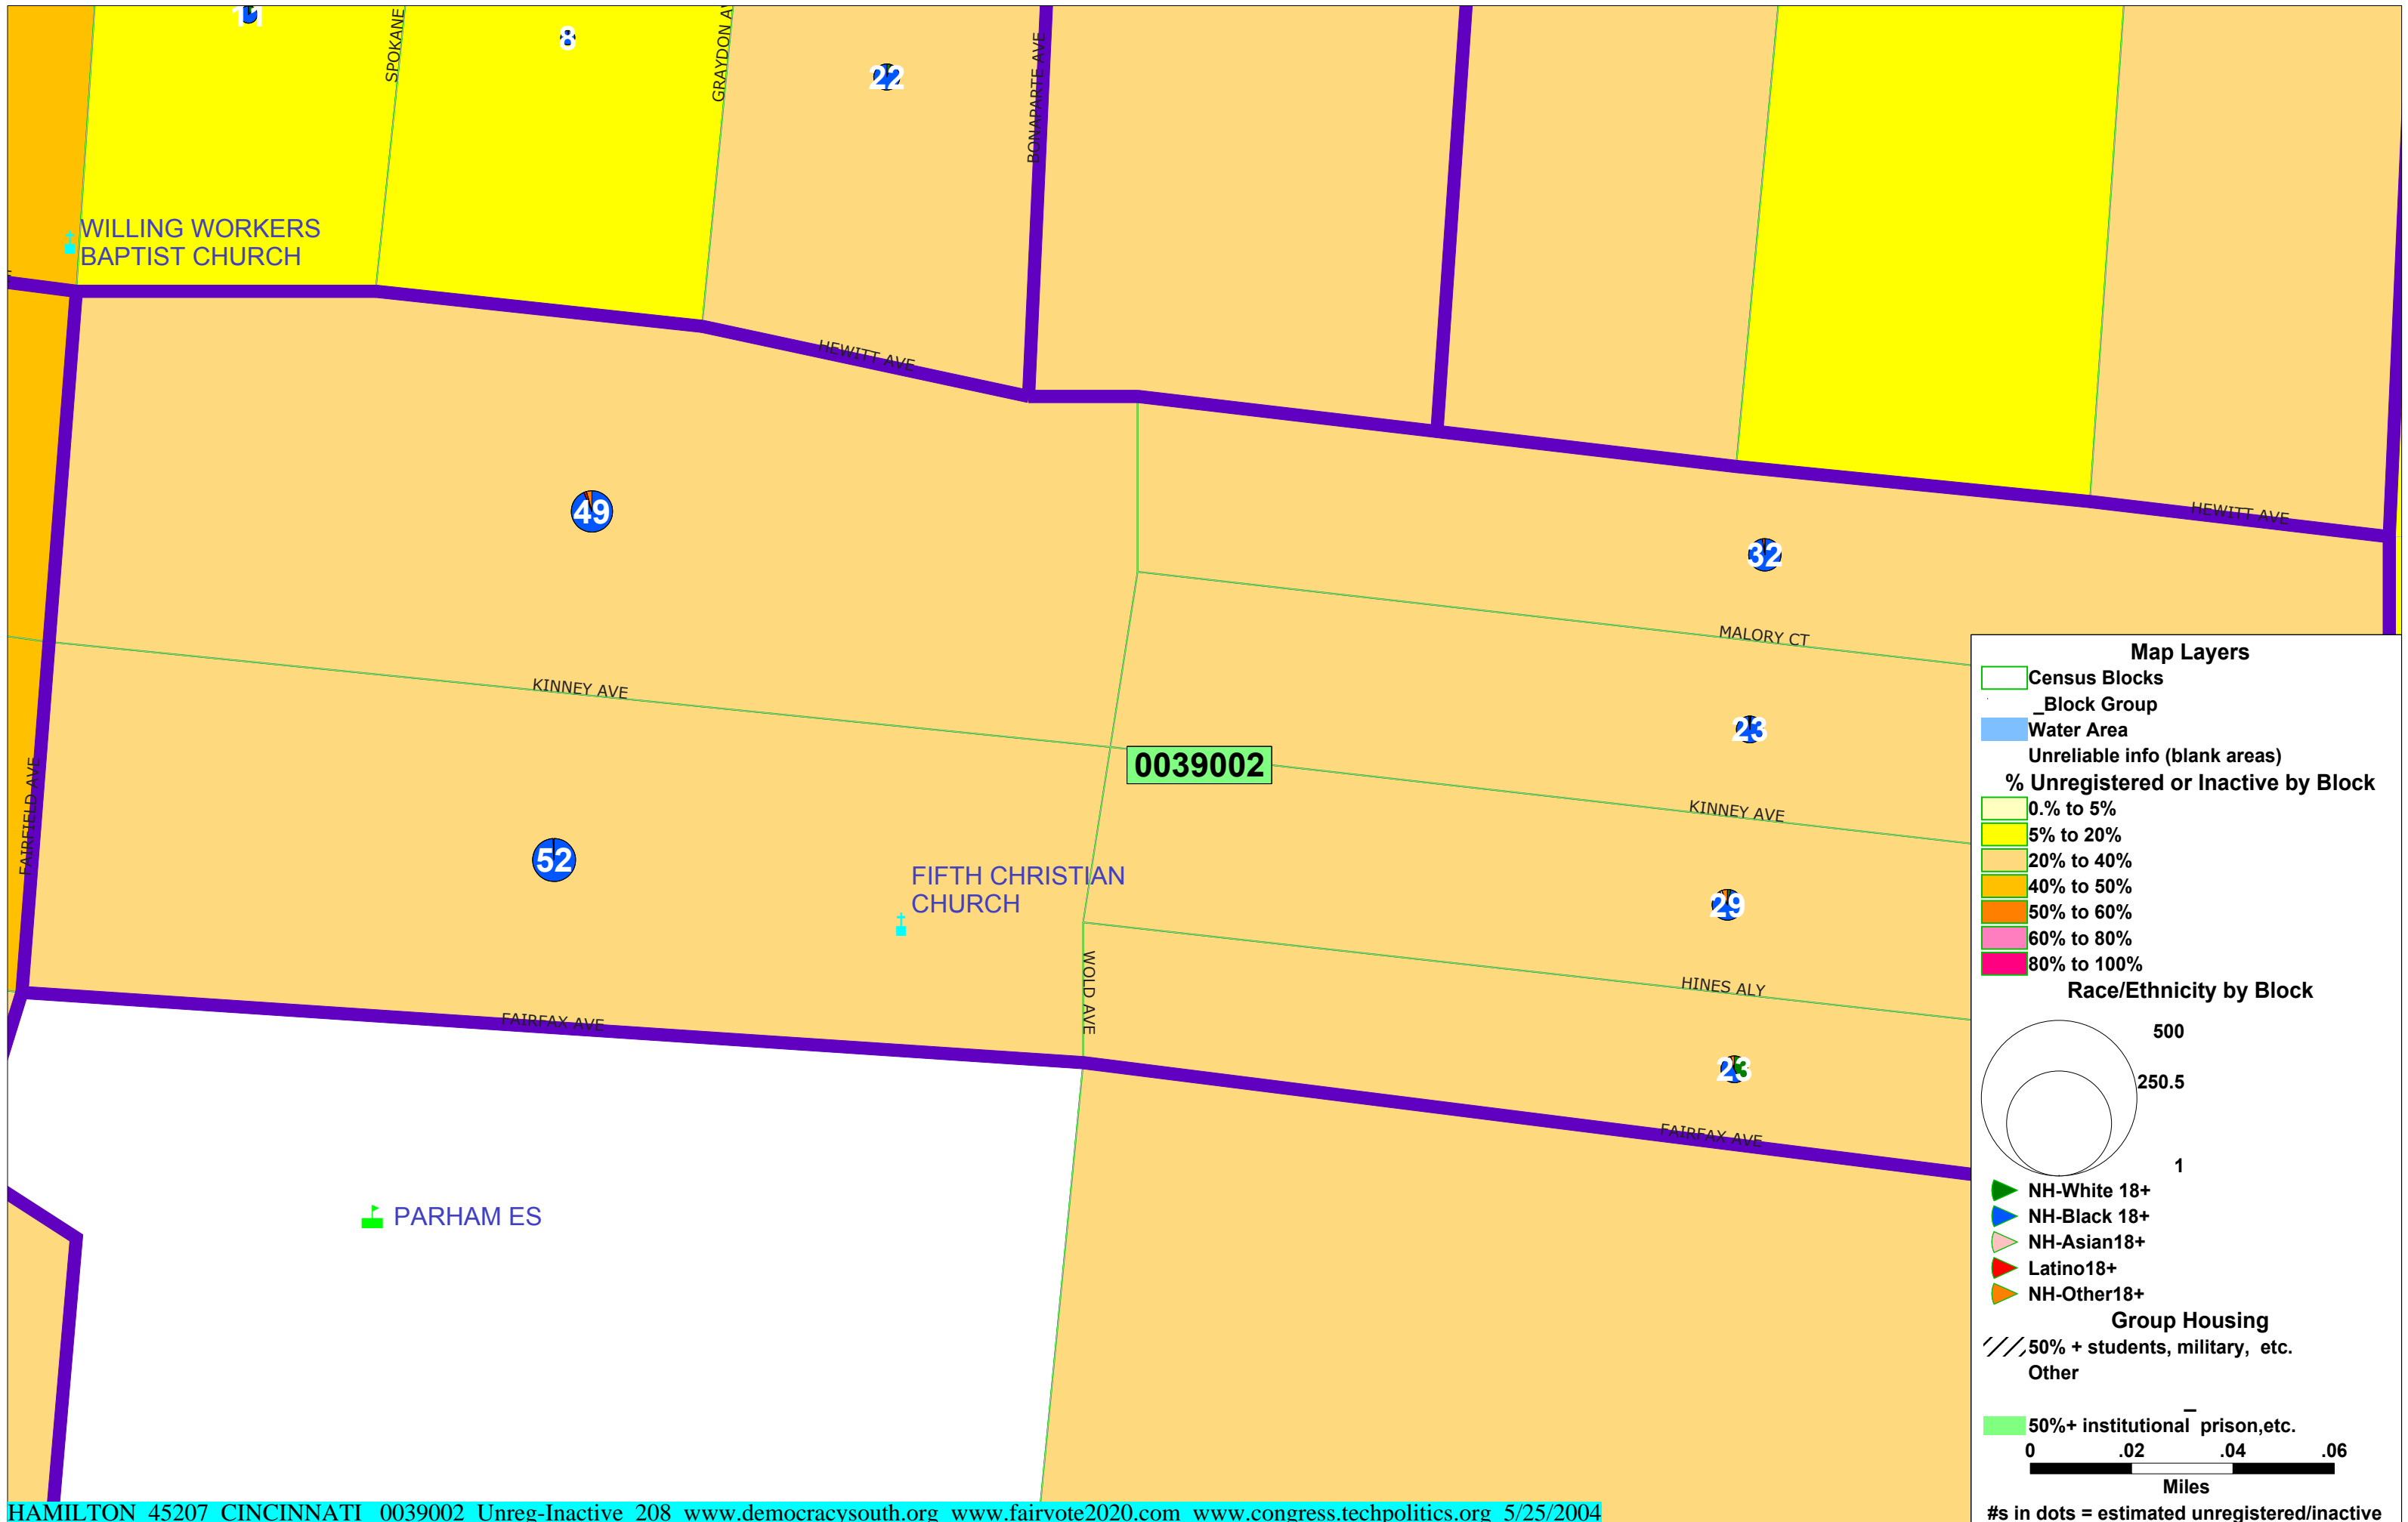 11
SPOKANE
8
GRAYDON AV
22
BONAPARTE AVE
WILLING WORKERS
BAPTIST CHURCH
HEWITT AVE
HEWITT AVE
49
32
MALORY CT
KINNEY AVE
23
0039002
KINNEY AVE
FAIRFIELD AVE
52
FIFTH CHRISTIAN
CHURCH
29
WOLD AVE
HINES ALY
FAIRFAX AVE
23
FAIRFAX AVE
PARHAM ES
Map Layers
Census Blocks
_Block Group
Water Area
Unreliable info (blank areas)
% Unregistered or Inactive by Block
0.% to 5%
5% to 20%
20% to 40%
40% to 50%
50% to 60%
60% to 80%
80% to 100%
Race/Ethnicity by Block
500
250.5
1
NH-White 18+
NH-Black 18+
NH-Asian18+
Latino18+
NH-Other18+
Group Housing
50% + students, military, etc.
Other
50%+ institutional_prison,etc.
0 .02 .04 .06
Miles
#s in dots = estimated unregistered/inactive
HAMILTON 45207 CINCINNATI 0039002 Unreg-Inactive 208 www.democracysouth.org www.fairvote2020.com www.congress.techpolitics.org 5/25/2004